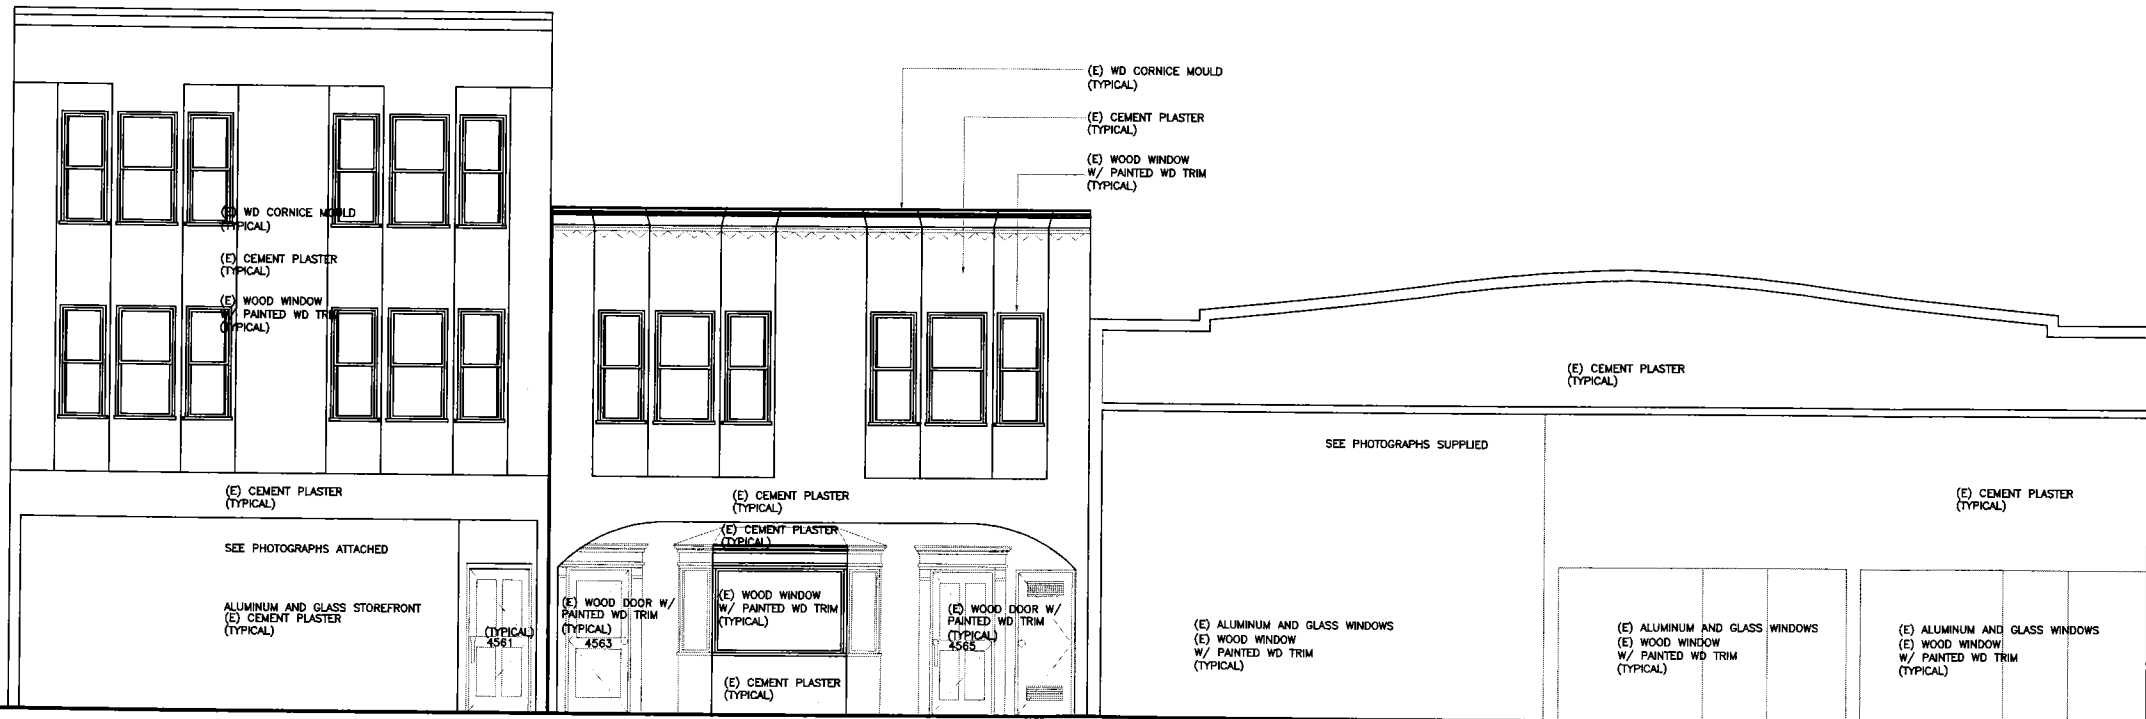 (E) WD CORNICE MOULD
(TYPICAL)
(E) CEMENT PLASTER
(TYPICAL)
(E) WOOD WINDOW
W/ PAINTED WD TRIM
(TYPICAL)
(E) WD CORNICE MOULD
(TYPICAL)
(E) CEMENT PLASTER
(TYPICAL)
(E) WOOD WINDOW
W/ PAINTED WD TRIM
(TYPICAL)
(E) CEMENT PLASTER
(TYPICAL)
SEE PHOTOGRAPHS ATTACHED
ALUMINUM AND GLASS STOREFRONT
(E) CEMENT PLASTER
(TYPICAL)
(TYPICAL)
4561
(E) WOOD DOOR W/
PAINTED WD TRIM
(TYPICAL)
4563
(E) CEMENT PLASTER
(TYPICAL)
(E) CEMENT PLASTER
(TYPICAL)
(E) WOOD WINDOW
W/ PAINTED WD TRIM
(TYPICAL)
(E) CEMENT PLASTER
(TYPICAL)
(E) WOOD DOOR W/
PAINTED WD TRIM
(TYPICAL)
4565
(E) CEMENT PLASTER
(TYPICAL)
SEE PHOTOGRAPHS SUPPLIED
(E) CEMENT PLASTER
(TYPICAL)
(E) ALUMINUM AND GLASS WINDOWS
(E) WOOD WINDOW
W/ PAINTED WD TRIM
(TYPICAL)
(E) ALUMINUM AND GLASS WINDOWS
(E) WOOD WINDOW
W/ PAINTED WD TRIM
(TYPICAL)
(E) ALUMINUM AND GLASS WINDOWS
(E) WOOD WINDOW
W/ PAINTED WD TRIM
(TYPICAL)